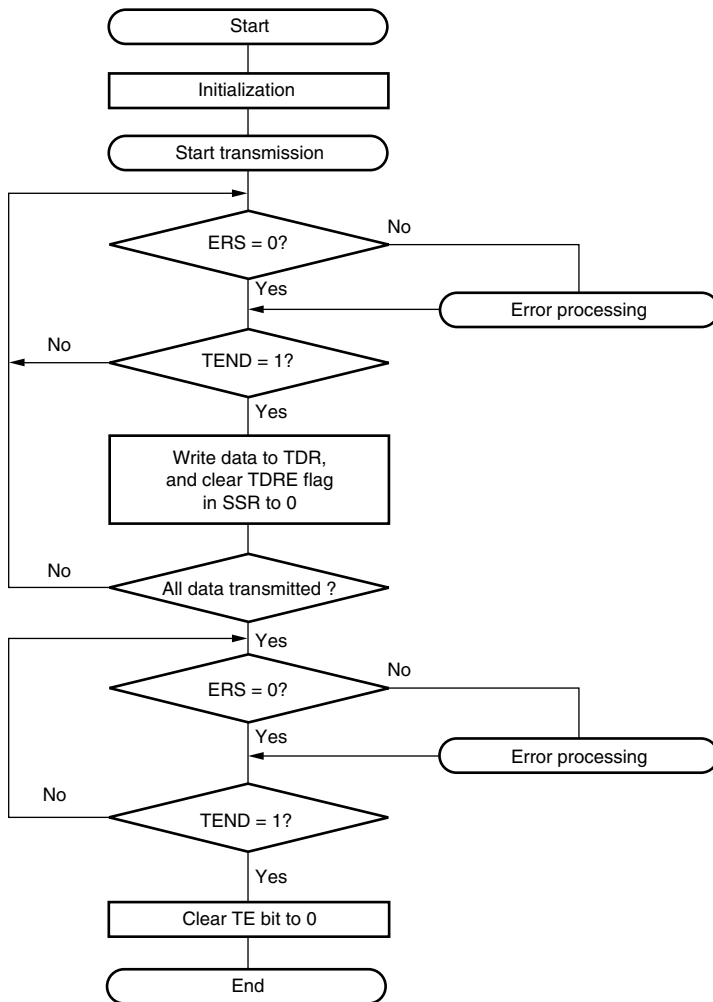 Start
Initialization
Start transmission
ERS = 0?
No
Yes
Error processing
No
TEND = 1?
Yes
Write data to TDR,
and clear TDRE flag
in SSR to 0
No
All data transmitted ?
Yes
No
ERS = 0?
Yes
Error processing
No
TEND = 1?
Yes
Clear TE bit to 0
End